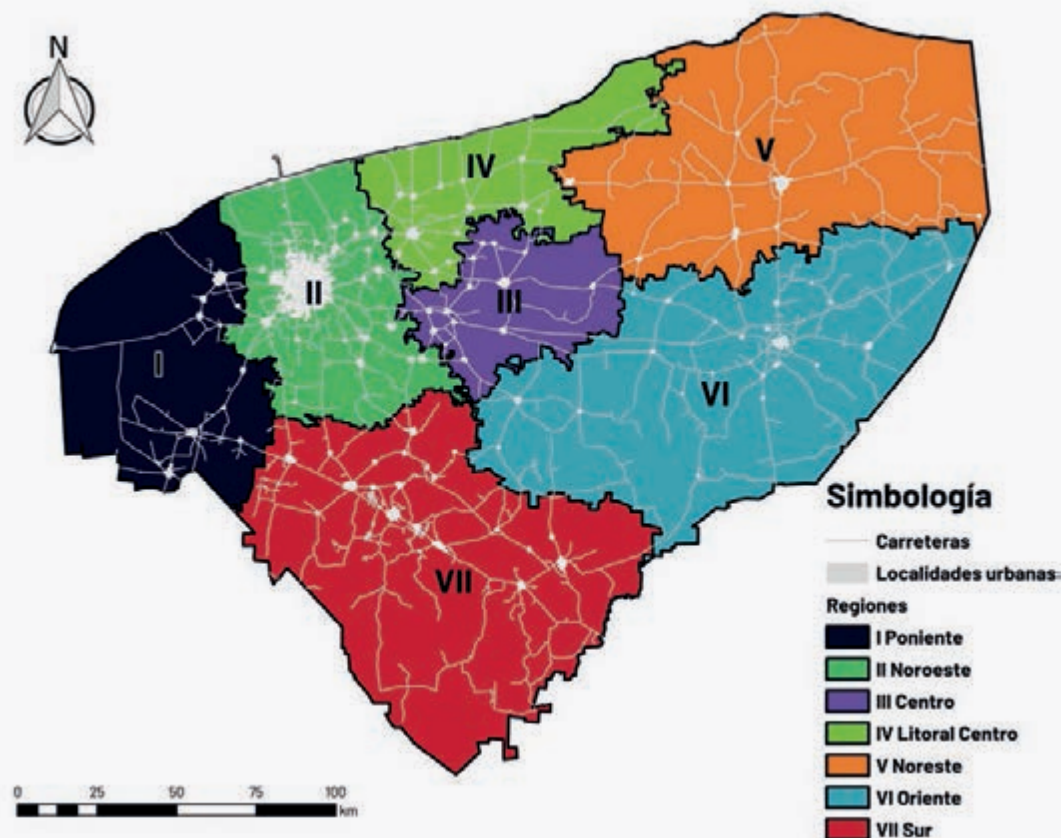 N
IV
V
II
III
I
VI
VII
Simbología
Carreteras
Localidades urbanas
Regiones
I Poniente
II Noroeste
III Centro
IV Litoral Centro
V Noreste
VI Oriente
VII Sur
0 25 50 100
km